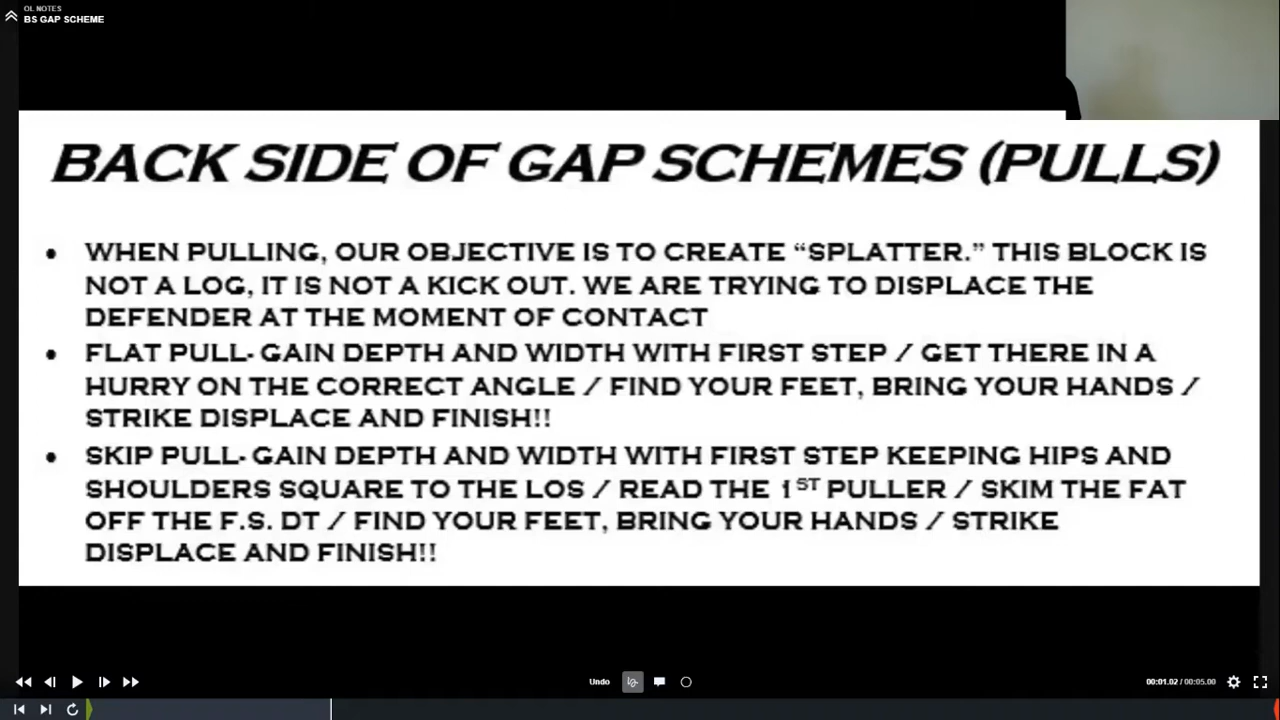 OL NOTES
BS GAP SCHEME
BACK SIDE OF GAP SCHEMES (PULLS)
• WHEN PULLING, OUR OBJECTIVE IS TO CREATE “SPLATTER.” THIS BLOCK IS
NOT A LOG, IT IS NOT A KICK OUT. WE ARE TRYING TO DISPLACE THE
DEFENDER AT THE MOMENT OF CONTACT
• FLAT PULL- GAIN DEPTH AND WIDTH WITH FIRST STEP / GET THERE IN A
HURRY ON THE CORRECT ANGLE / FIND YOUR FEET, BRING YOUR HANDS /
STRIKE DISPLACE AND FINISH!!
• SKIP PULL- GAIN DEPTH AND WIDTH WITH FIRST STEP KEEPING HIPS AND
SHOULDERS SQUARE TO THE LOS / READ THE 1ST PULLER / SKIM THE FAT
OFF THE F.S. DT / FIND YOUR FEET, BRING YOUR HANDS / STRIKE
DISPLACE AND FINISH!!
Undo
00:01.02 / 00:05.00